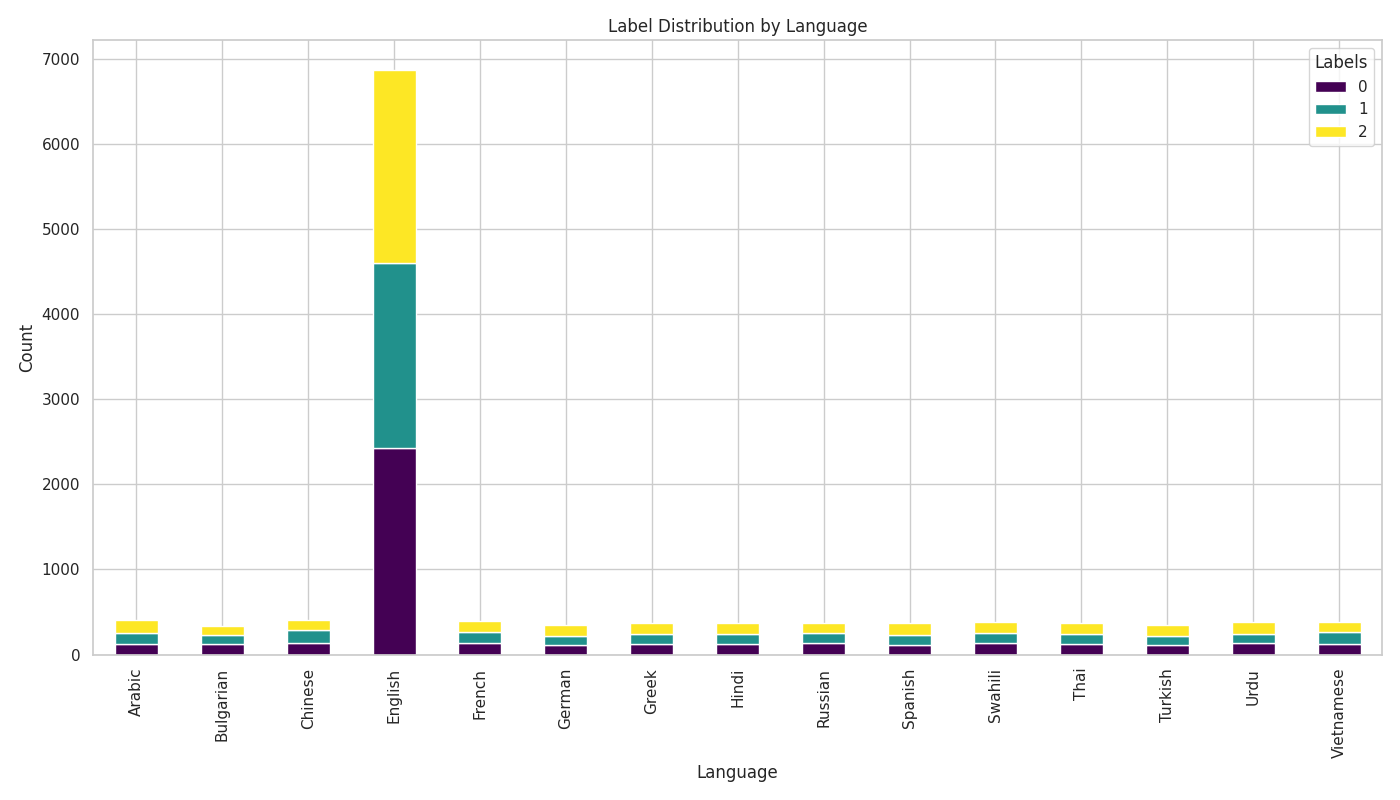 Label Distribution by Language
Labels
0
1
2
Count
7000
6000
5000
4000
3000
2000
1000
0
Arabic
Bulgarian
Chinese
English
French
German
Greek
Hindi
Russian
Spanish
Swahili
Thai
Turkish
Urdu
Vietnamese
Language